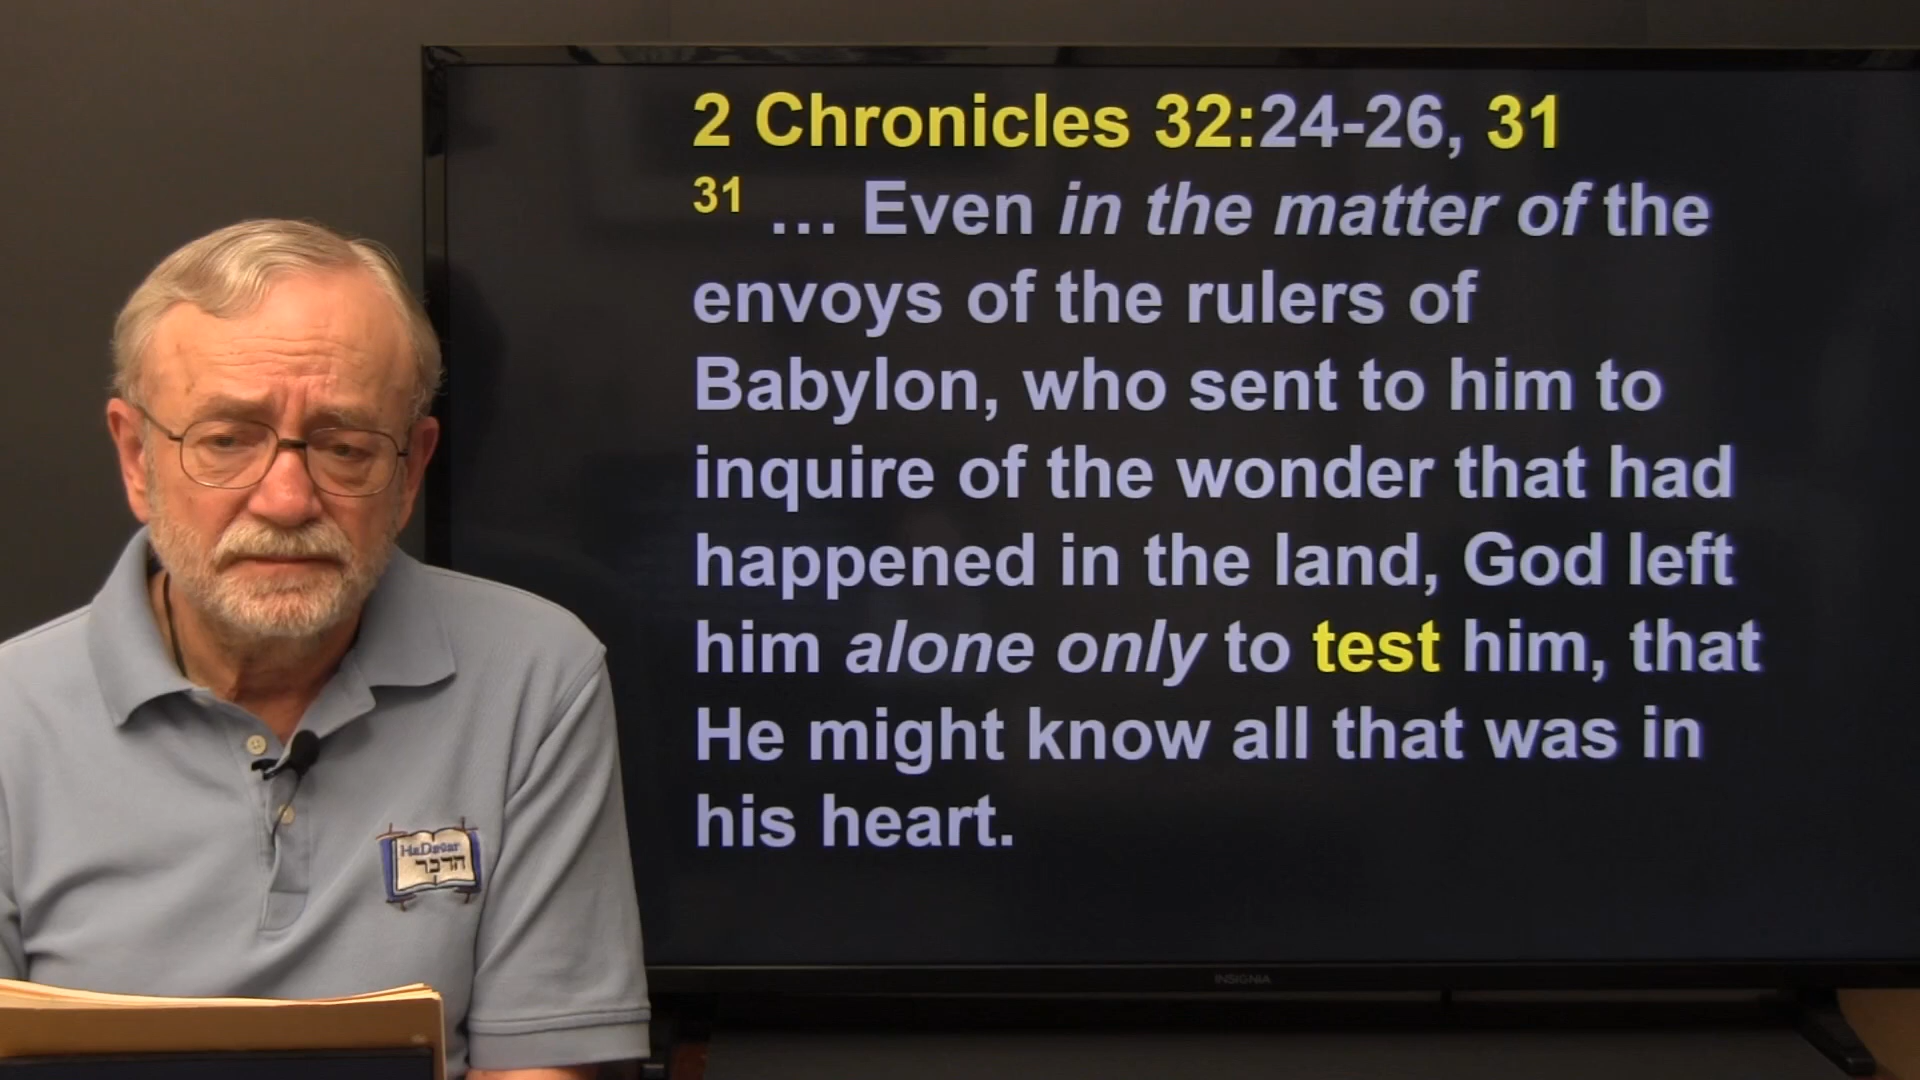 2 Chronicles 32:24-26, 31
31 … Even in the matter of the
envoys of the rulers of
Babylon, who sent to him to
inquire of the wonder that had
happened in the land, God left
him alone only to test him, that
He might know all that was in
his heart.
HaDavar
הדבר
INSIGNIA